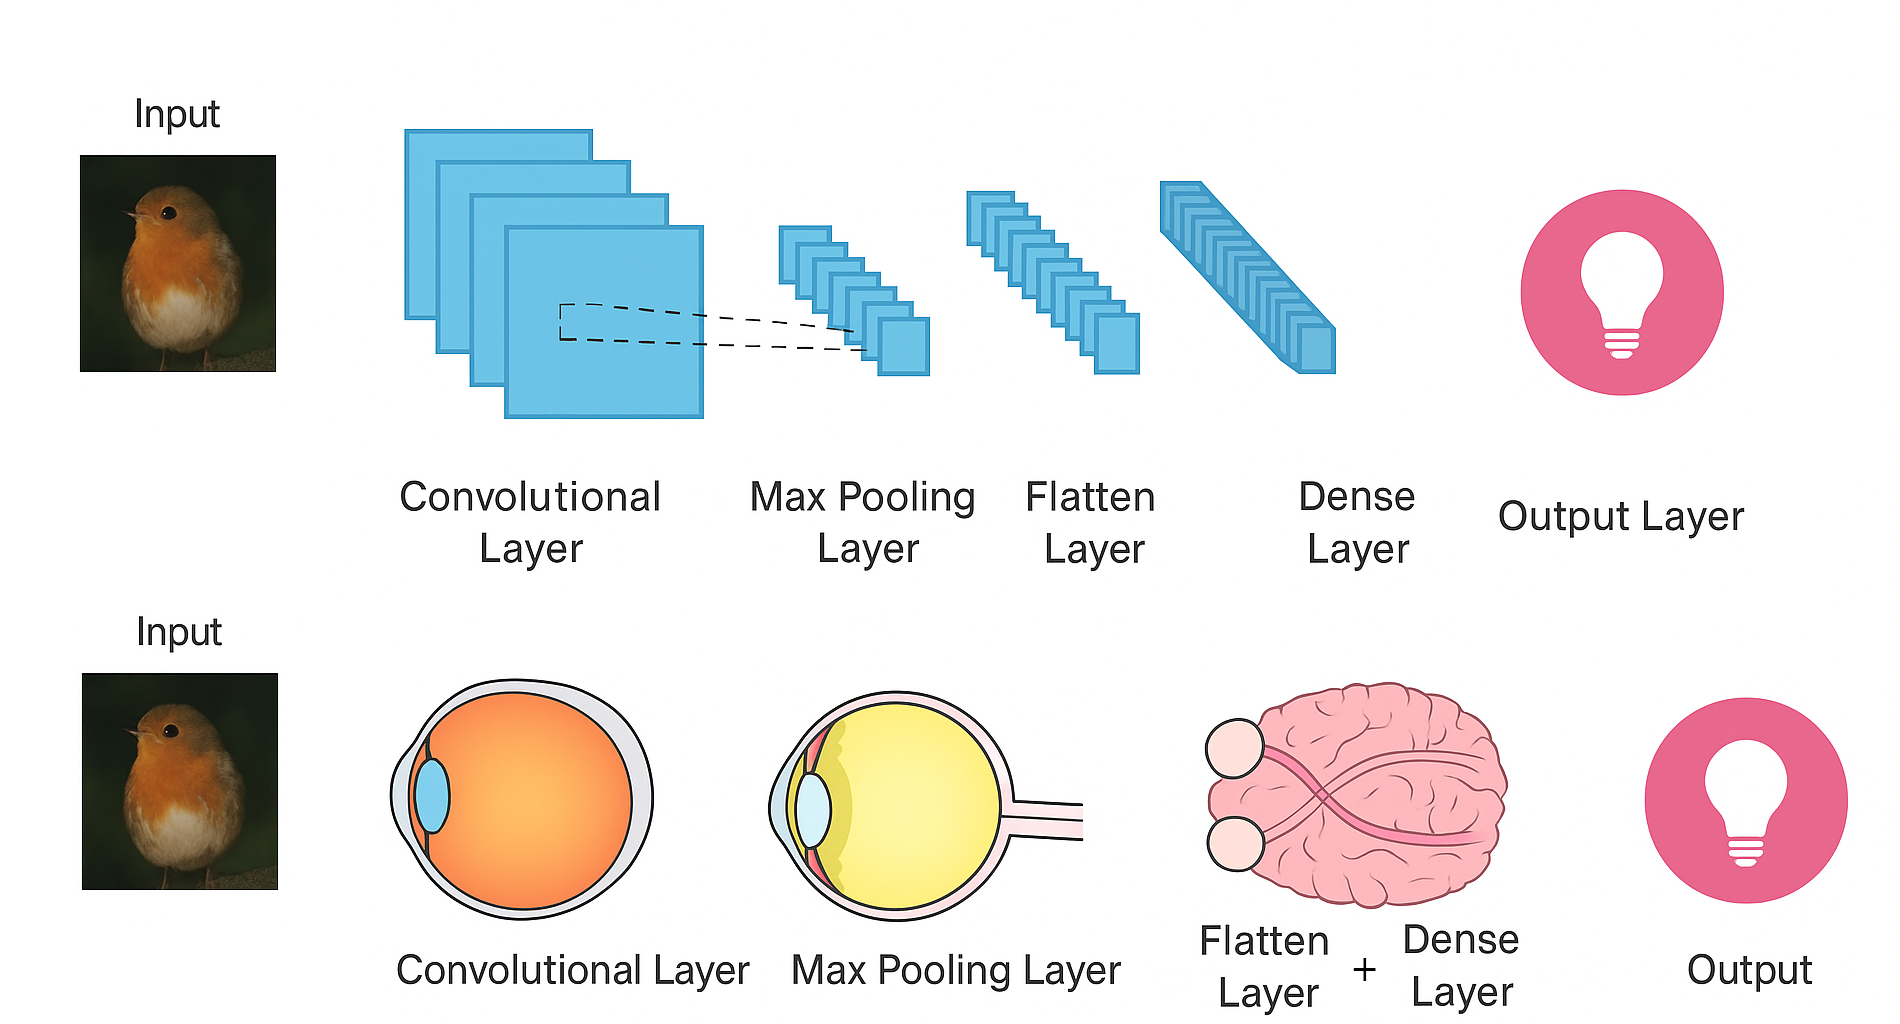 Input
Convolutional
Layer
Max Pooling
Layer
Flatten
Layer
Dense
Layer
Output Layer
Input
Convolutional Layer
Max Pooling Layer
Flatten
Layer
+
Dense
Layer
Output